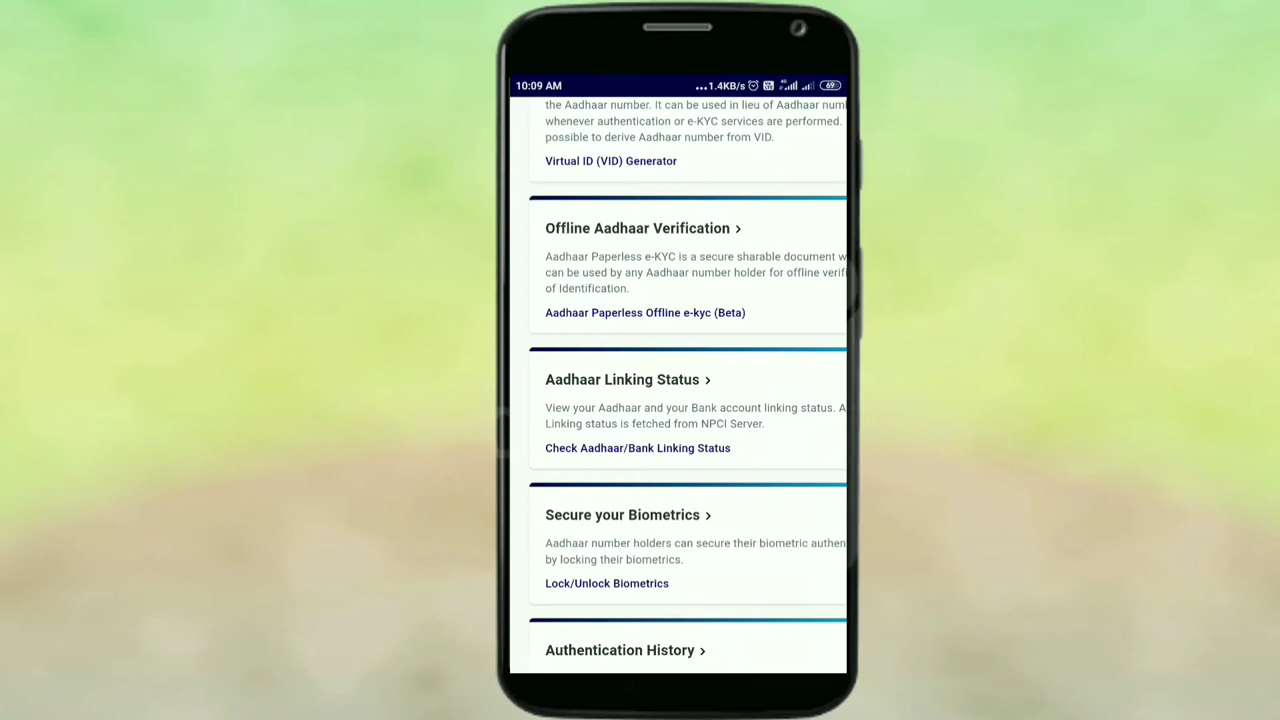 10:09 AM
...1.4KB/s
4G
69
the Aadhaar number. It can be used in lieu of Aadhaar
whenever authentication or e-KYC services are performed.
possible to derive Aadhaar number from VID.
Virtual ID (VID) Generator
Offline Aadhaar Verification >
Aadhaar Paperless e-KYC is a secure sharable document
can be used by any Aadhaar number holder for offline
of Identification.
Aadhaar Paperless Offline e-kyc (Beta)
Aadhaar Linking Status >
View your Aadhaar and your Bank account linking status.
Linking status is fetched from NPCI Server.
Check Aadhaar/Bank Linking Status
Secure your Biometrics >
Aadhaar number holders can secure their biometric
by locking their biometrics.
Lock/Unlock Biometrics
Authentication History >